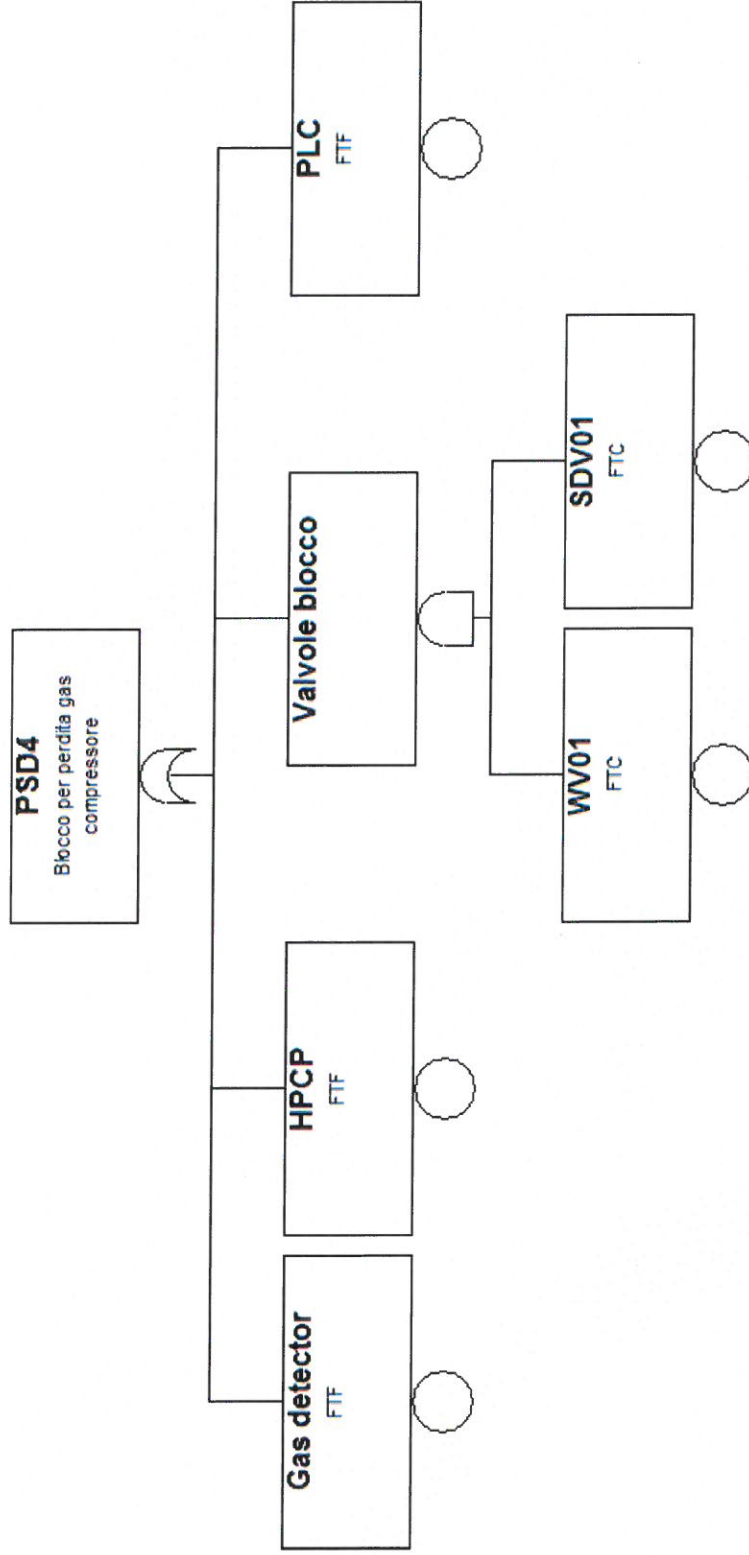 PSD4
Blocco per perdita gas
compressore
Gas detector
FTF
HPCP
FTF
Valvole blocco
PLC
FTF
WV01
FTC
SDV01
FTC